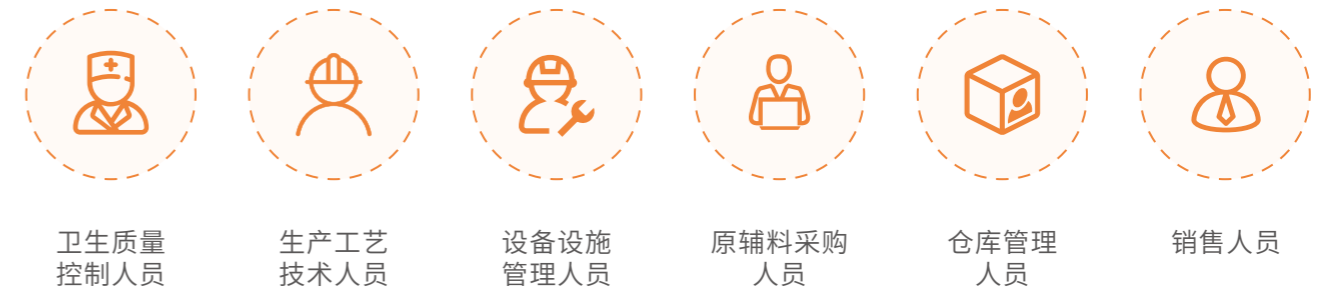 卫生质量
控制人员
生产工艺
技术人员
设备设施
管理人员
原辅料采购
人员
仓库管理
人员
销售人员